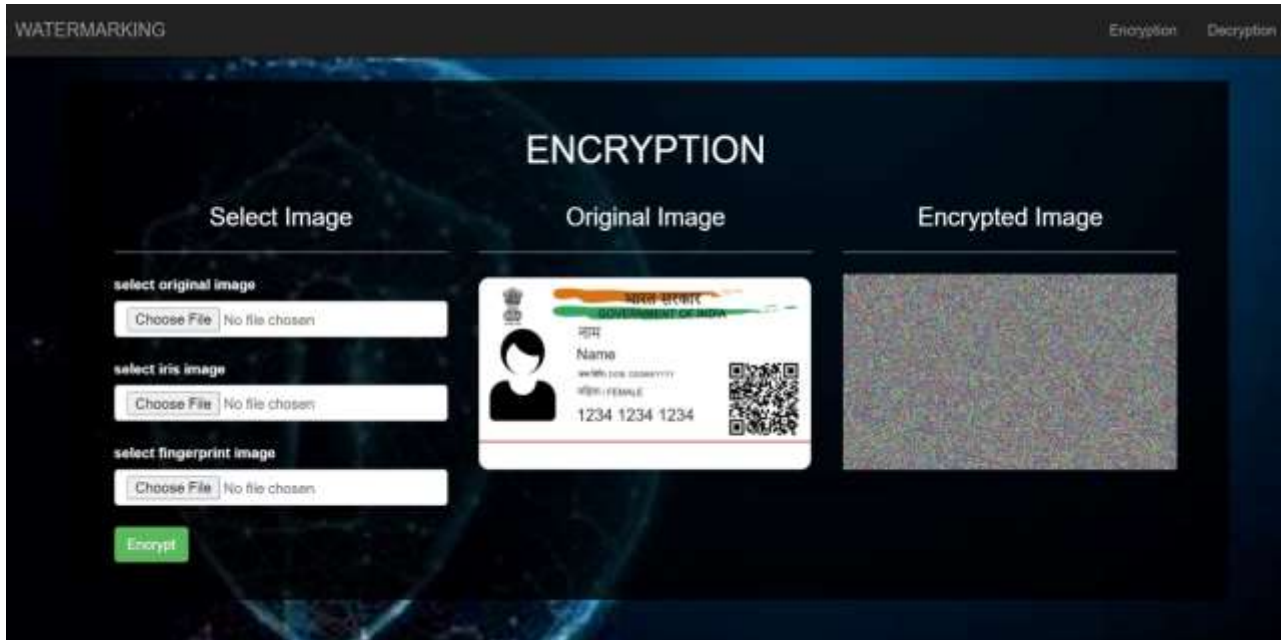 WATERMARKING
Encryption Decryption
ENCRYPTION
Select Image
select original image
Choose File No file chosen
select iris image
Choose File No file chosen
select fingerprint image
Choose File No file chosen
Encrypt
Original Image
भारत सरकार
GOVERNMENT OF INDIA
नाम
Name
FEMALE
1234 1234 1234
Encrypted Image